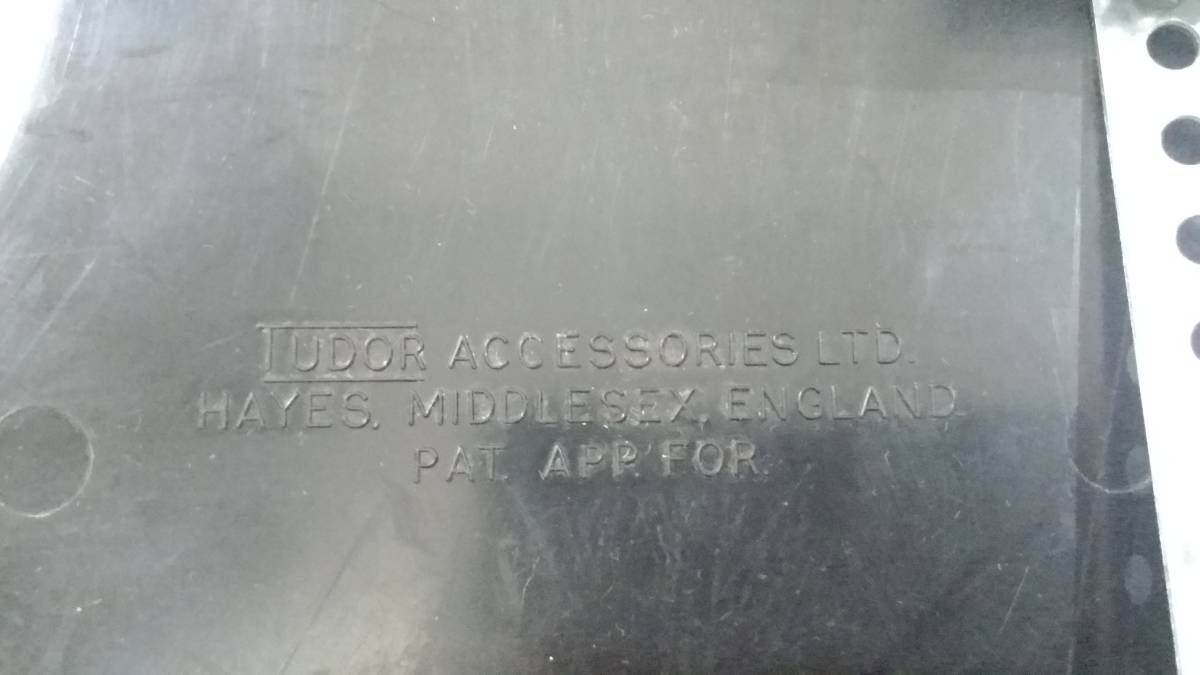 TUDOR ACCESSORIES LTD.
HAYES, MIDDLESEX, ENGLAND
PAT. APP. FOR.